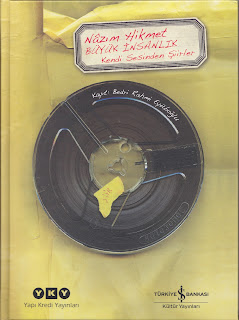 Nâzım Hikmet
BÜYÜK İNSANLIK
Kendi Sesinden Şiirler
Kayıt: Bedri Rahmi Eyüboğlu
YKY
Yapı Kredi Yayınları
TÜRKİYE İŞ BANKASI
Kültür Yayınları